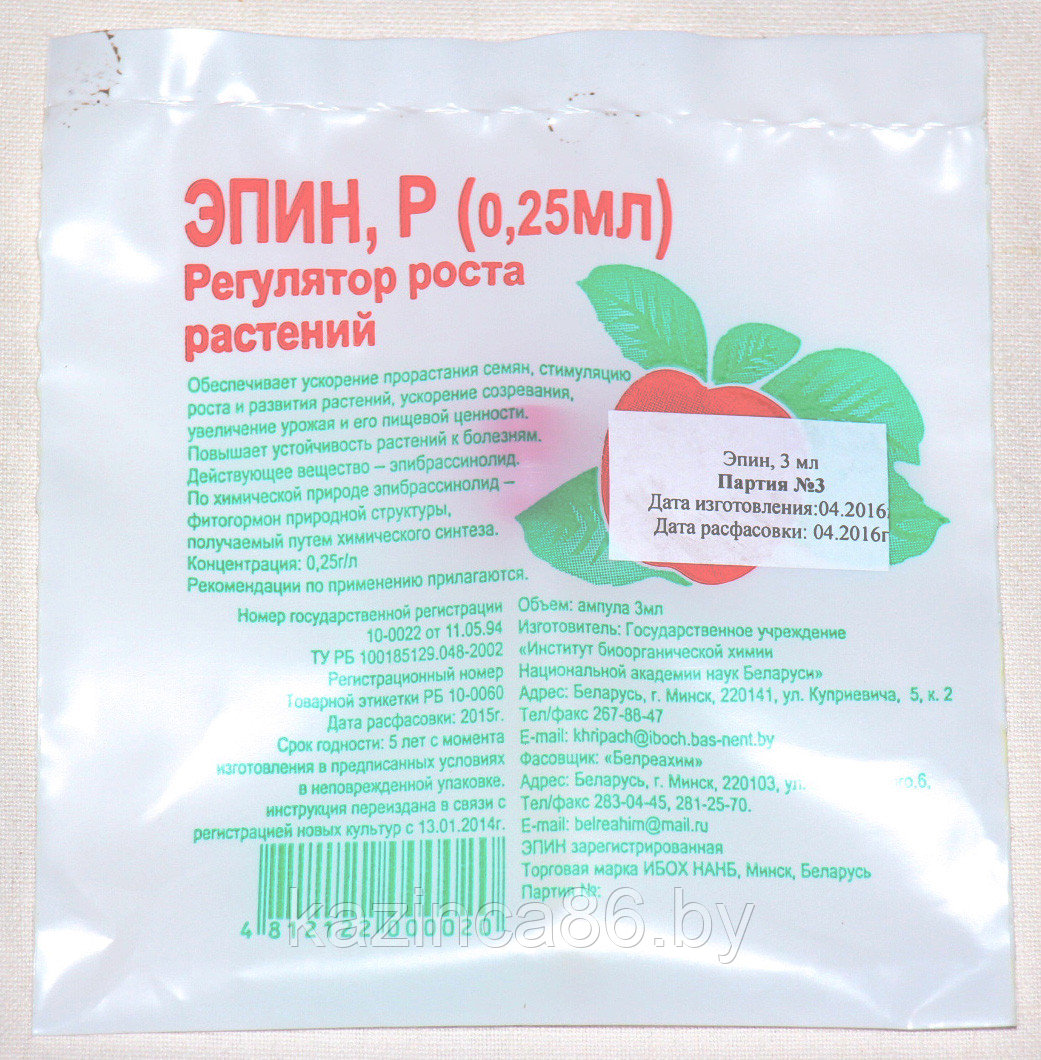 ЭПИН, Р (0,25МЛ)
Регулятор роста
растений
Обеспечивает ускорение прорастания семян, стимуляцию
роста и развития растений, ускорение созревания,
увеличение урожая и его пищевой ценности.
Повышает устойчивость растений к болезням.
Действующее вещество – эпибрассинолид.
По химической природе эпибрассинолид –
фитогормон природной структуры,
получаемый путем химического синтеза.
Концентрация: 0,25г/л
Рекомендации по применению прилагаются.
Эпин, 3 мл
Партия №3
Дата изготовления:04.2016
Дата расфасовки: 04.2016г
Номер государственной регистрации
10-0022 от 11.05.94
ТУ РБ 100185129.048-2002
Регистрационный номер
Товарной этикетки РБ 10-0060
Дата расфасовки: 2015г.
Срок годности: 5 лет с момента
изготовления в предписанных условиях
в неповрежденной упаковке.
инструкция переиздана в связи с
регистрацией новых культур с 13.01.2014г.
4 812122 000020
Объем: ампула 3мл
Изготовитель: Государственное учреждение
«Институт биоорганической химии
Национальной академии наук Беларуси»
Адрес: Беларусь, г. Минск, 220141, ул. Куприевича, 5, к. 2
Тел/факс 267-88-47
E-mail: khripach@iboch.bas-nent.by
Фасовщик: «Белреахим»
Адрес: Беларусь, г. Минск, 220103, ул. 6,
Тел/факс 283-04-45, 281-25-70.
E-mail: belreahim@mail.ru
ЭПИН зарегистрированная
Торговая марка ИБОХ НАНБ, Минск, Беларусь
Партия №:
kazinca86.by